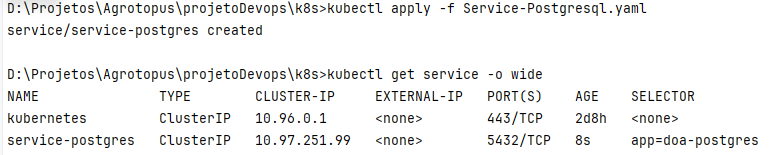 D:\Projetos\Agrotopus\projetoDevops\k8s>kubectl apply -f Service-Postgresql.yaml
service/service-postgres created
D:\Projetos\Agrotopus\projetoDevops\k8s>kubectl get service -o wide
NAME TYPE CLUSTER-IP EXTERNAL-IP PORT(S) AGE SELECTOR
kubernetes ClusterIP 10.96.0.1 <none> 443/TCP 2d8h <none>
service-postgres ClusterIP 10.97.251.99 <none> 5432/TCP 8s app=doa-postgres